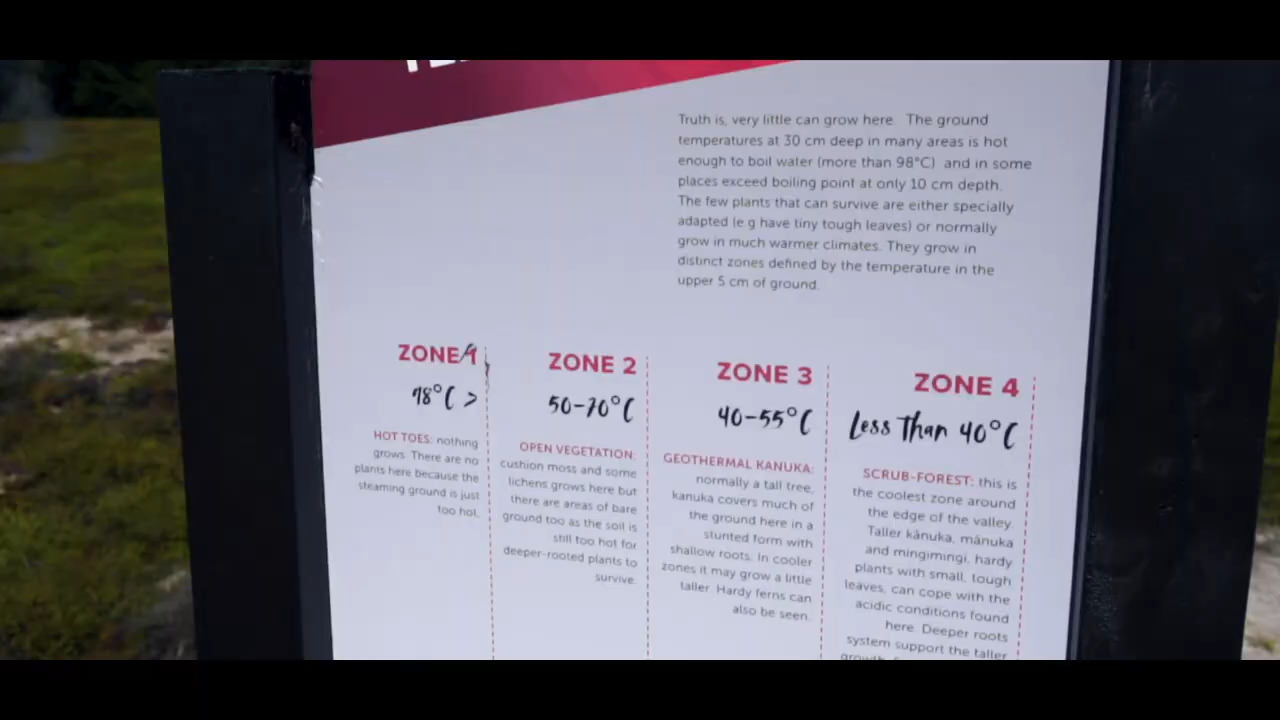 Truth is, very little can grow here The ground
temperatures at 30 cm deep in many areas is hot
enough to boil water (more than 98°C) and in some
places exceed boiling point at only 10 cm depth.
The few plants that can survive are either specially
adapted (e g have tiny tough leaves) or normally
grow in much warmer climates. They grow in
distinct zones defined by the temperature in the
upper 5 cm of ground.
ZONE 1
98°C >
HOT TOES: nothing
grows. There are no
plants here because the
steaming ground is just
too hot.
ZONE 2
50-70°C
OPEN VEGETATION:
cushion moss and some
lichens grows here but
there are areas of bare
ground too as the soil is
still too hot for
deeper-rooted plants to
survive.
ZONE 3
40-55°C
GEOTHERMAL KANUKA:
normally a tall tree,
kanuka covers much of
the ground here in a
stunted form with
shallow roots. In cooler
zones it may grow a little
taller. Hardy ferns can
also be seen.
ZONE 4
Less Than 40°C
SCRUB-FOREST: this is
the coolest zone around
the edge of the valley.
Taller kānuka, mānuka
and mingimingi, hardy
plants with small, tough
leaves, can cope with the
acidic conditions found
here. Deeper roots
system support the taller